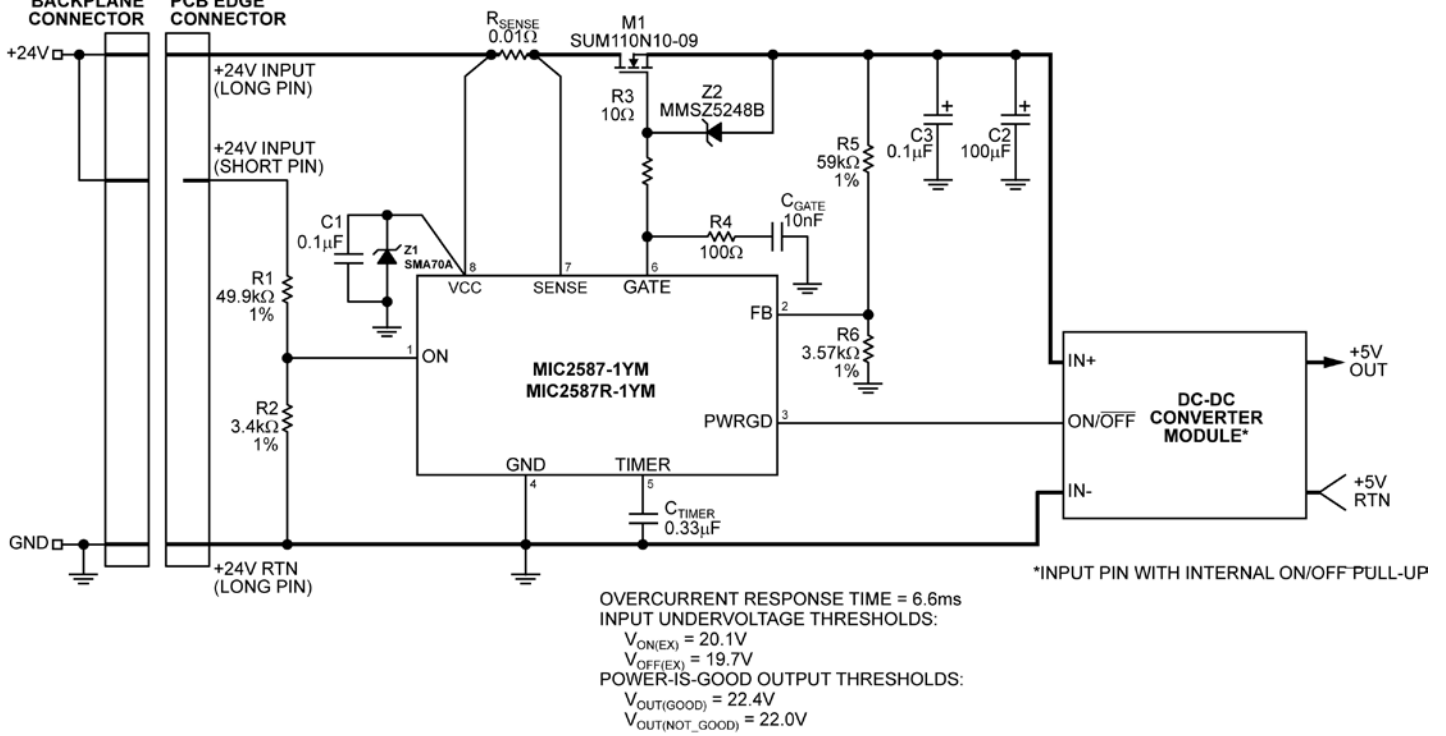 BACKPLANE
CONNECTOR
PCB EDGE
CONNECTOR
+24V
+24V INPUT
(LONG PIN)
+24V INPUT
(SHORT PIN)
RSENSE
0.01Ω
M1
SUM110N10-09
R3
10Ω
Z2
MMSZ5248B
R5
59kΩ
1%
C3
0.1μF
+
C2
100μF
+
C1
0.1μF
Z1
SMA70A
R4
100Ω
CGATE
10nF
R1
49.9kΩ
1%
8
VCC
7
SENSE
6
GATE
FB
2
R6
3.57kΩ
1%
1
ON
MIC2587-1YM
MIC2587R-1YM
PWRGD
3
R2
3.4kΩ
1%
GND
4
TIMER
5
CTIMER
0.33μF
IN+
ON/OFF
IN-
DC-DC
CONVERTER
MODULE*
+5V
OUT
+5V
RTN
GND
+24V RTN
(LONG PIN)
*INPUT PIN WITH INTERNAL ON/OFF PULL-UP
OVERCURRENT RESPONSE TIME = 6.6ms
INPUT UNDERVOLTAGE THRESHOLDS:
VON(EX) = 20.1V
VOFF(EX) = 19.7V
POWER-IS-GOOD OUTPUT THRESHOLDS:
VOUT(GOOD) = 22.4V
VOUT(NOT_GOOD) = 22.0V